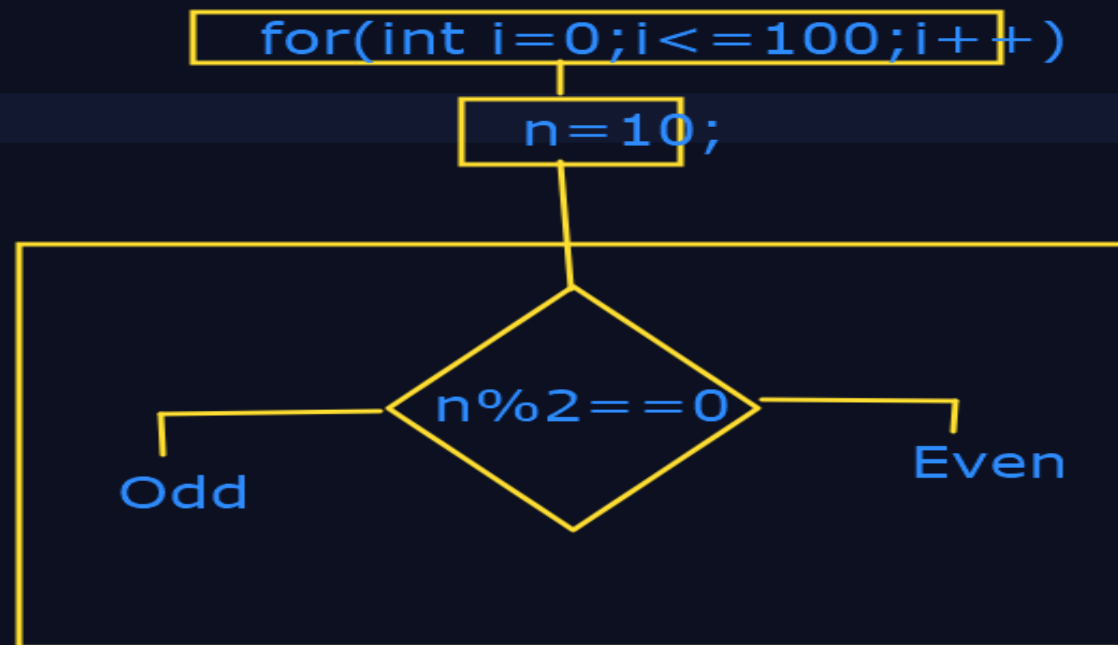 for(int i=0;i<=100;i++)
n=10;
n%2==0
Odd
Even